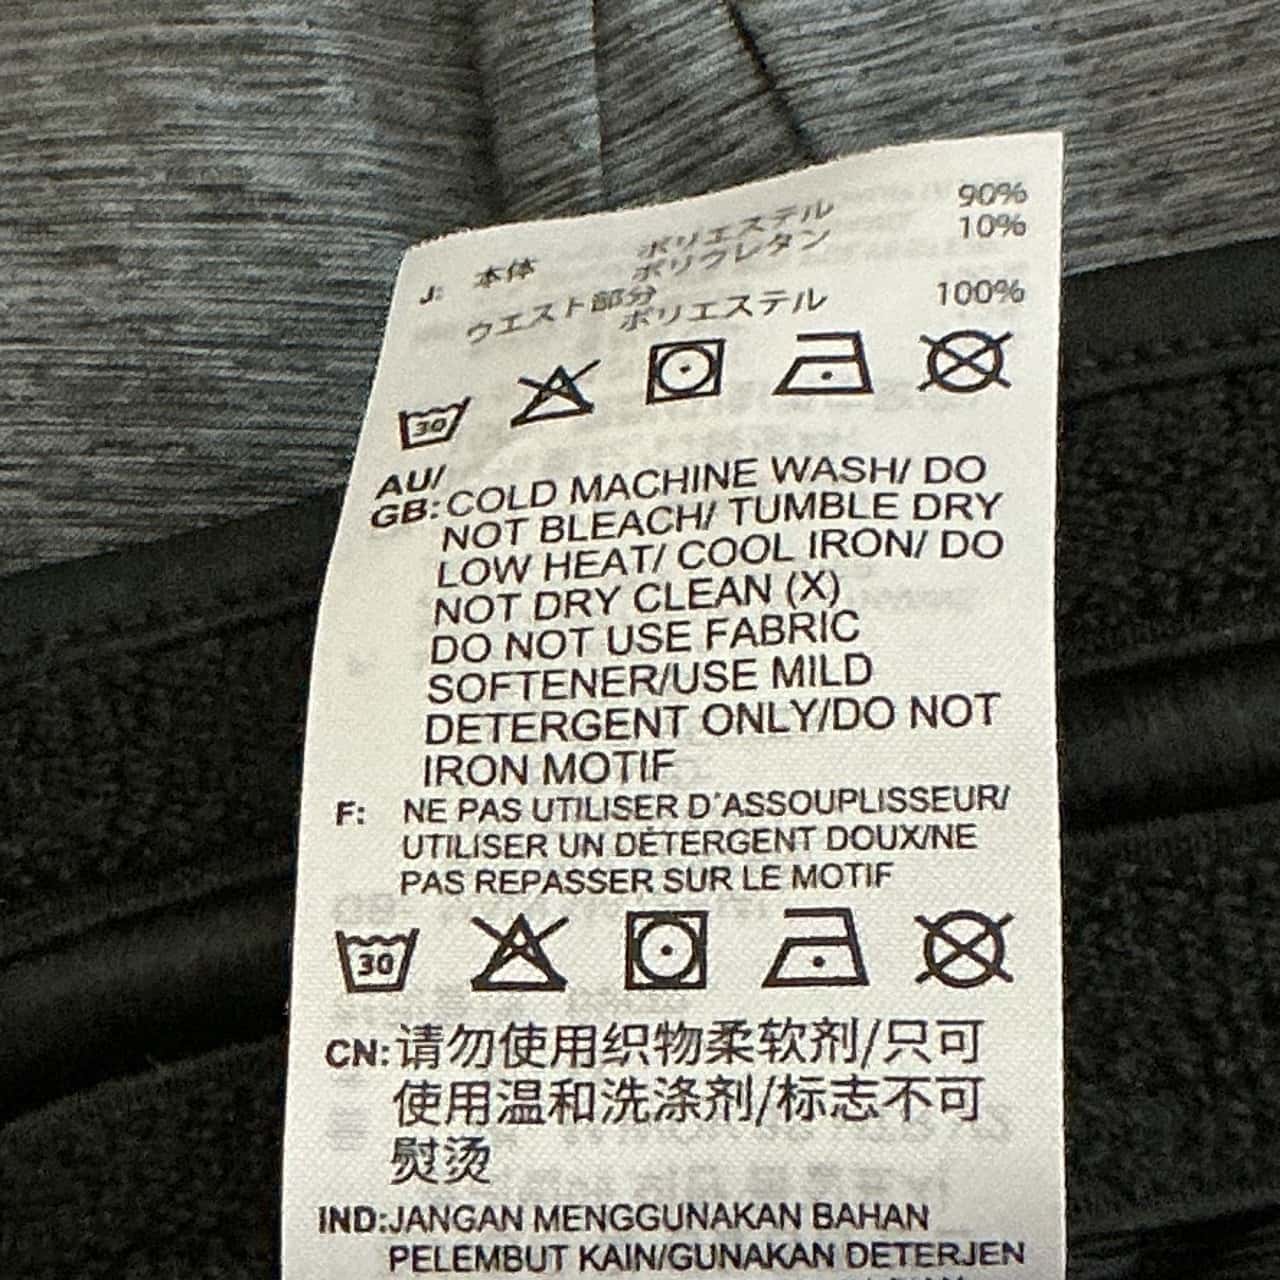 J: 本体 ポリエステル 90%
ポリウレタン 10%
ウエスト部分
ポリエステル 100%
30
AU/
GB: COLD MACHINE WASH/ DO
NOT BLEACH/ TUMBLE DRY
LOW HEAT/ COOL IRON/ DO
NOT DRY CLEAN (X)
DO NOT USE FABRIC
SOFTENER/USE MILD
DETERGENT ONLY/DO NOT
IRON MOTIF
F: NE PAS UTILISER D'ASSOUPLISSEUR/
UTILISER UN DÉTERGENT DOUX/NE
PAS REPASSER SUR LE MOTIF
30
CN: 请勿使用织物柔软剂/只可
使用温和洗涤剂/标志不可
熨烫
IND: JANGAN MENGGUNAKAN BAHAN
PELEMBUT KAIN/GUNAKAN DETERJEN